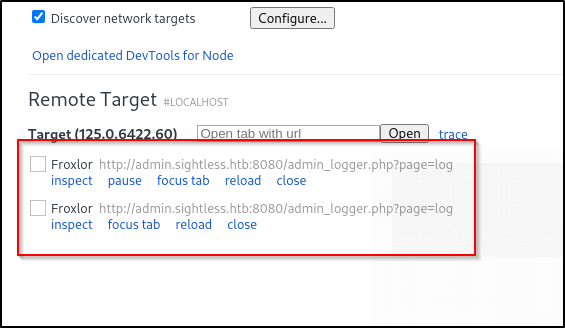 Discover network targets Configure...
Open dedicated DevTools for Node
Remote Target #LOCALHOST
Target (125.0.6422.60) Open tab with url Open trace
Froxlor http://admin.sightless.htb:8080/admin_logger.php?page=log
inspect pause focus tab reload close
Froxlor http://admin.sightless.htb:8080/admin_logger.php?page=log
inspect focus tab reload close